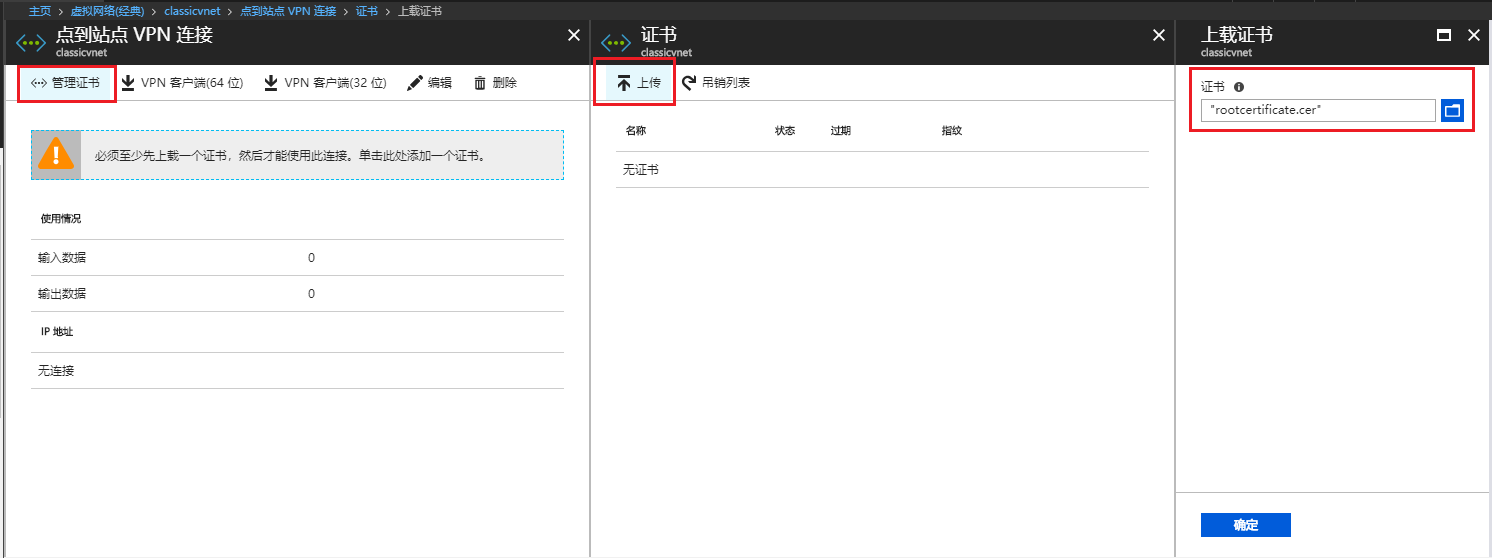 主页 > 虚拟网络(经典) > classicvnet > 点到站点 VPN 连接 > 证书 > 上载证书
点到站点 VPN 连接
classicvnet
管理证书 VPN 客户端(64 位) VPN 客户端(32 位) 编辑 删除
必须至少先上载一个证书，然后才能使用此连接。单击此处添加一个证书。
使用情况
输入数据 0
输出数据 0
IP 地址
无连接
证书
classicvnet
上传 吊销列表
名称 状态 过期 指纹
无证书
上载证书
classicvnet
证书
"rootcertificate.cer"
确定